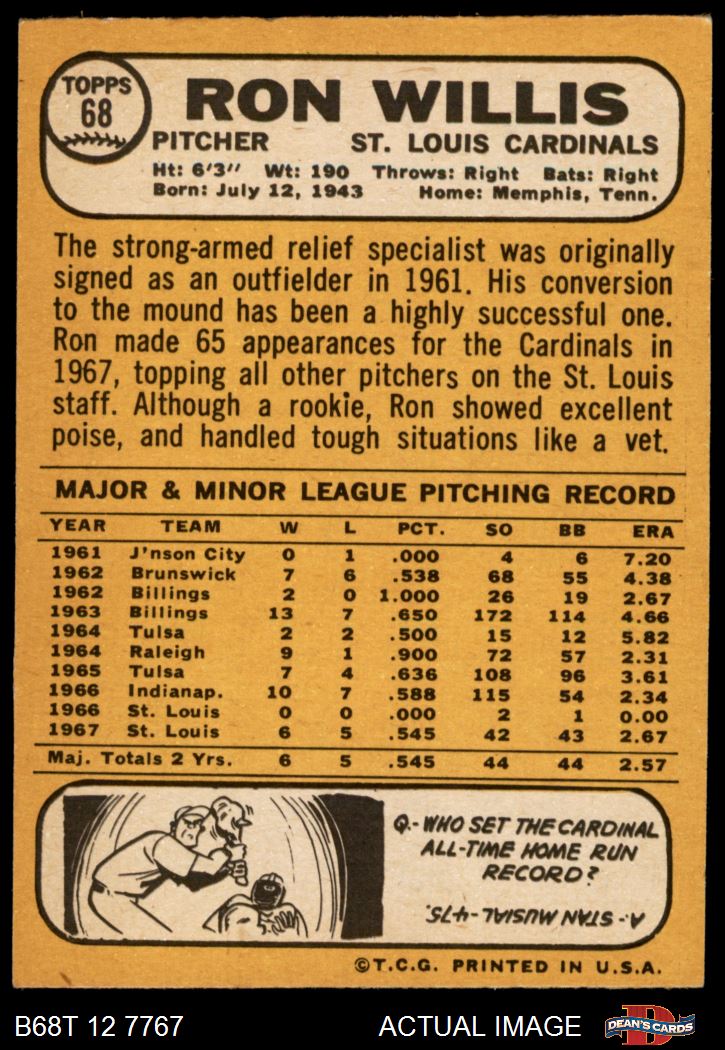 TOPPS
68
RON WILLIS
PITCHER ST. LOUIS CARDINALS
Ht: 6'3" Wt: 190 Throws: Right Bats: Right
Born: July 12, 1943 Home: Memphis, Tenn.
The strong-armed relief specialist was originally
signed as an outfielder in 1961. His conversion
to the mound has been a highly successful one.
Ron made 65 appearances for the Cardinals in
1967, topping all other pitchers on the St. Louis
staff. Although a rookie, Ron showed excellent
poise, and handled tough situations like a vet.
MAJOR & MINOR LEAGUE PITCHING RECORD
YEAR TEAM W L PCT. SO BB ERA
1961 J'nson City 0 1 .000 4 6 7.20
1962 Brunswick 7 6 .538 68 55 4.38
1962 Billings 2 0 1.000 26 19 2.67
1963 Billings 13 7 .650 172 114 4.66
1964 Tulsa 2 2 .500 15 12 5.82
1964 Raleigh 9 1 .900 72 57 2.31
1965 Tulsa 7 4 .636 108 96 3.61
1966 Indianap. 10 7 .588 115 54 2.34
1966 St. Louis 0 0 .000 2 1 0.00
1967 St. Louis 6 5 .545 42 43 2.67
Maj. Totals 2 Yrs. 6 5 .545 44 44 2.57
Q.-WHO SET THE CARDINAL
ALL-TIME HOME RUN
RECORD?
A-STAN MUSIAL-475.
©T.C.G. PRINTED IN U.S.A.
B68T 12 7767 ACTUAL IMAGE
D
DEAN'S CARDS